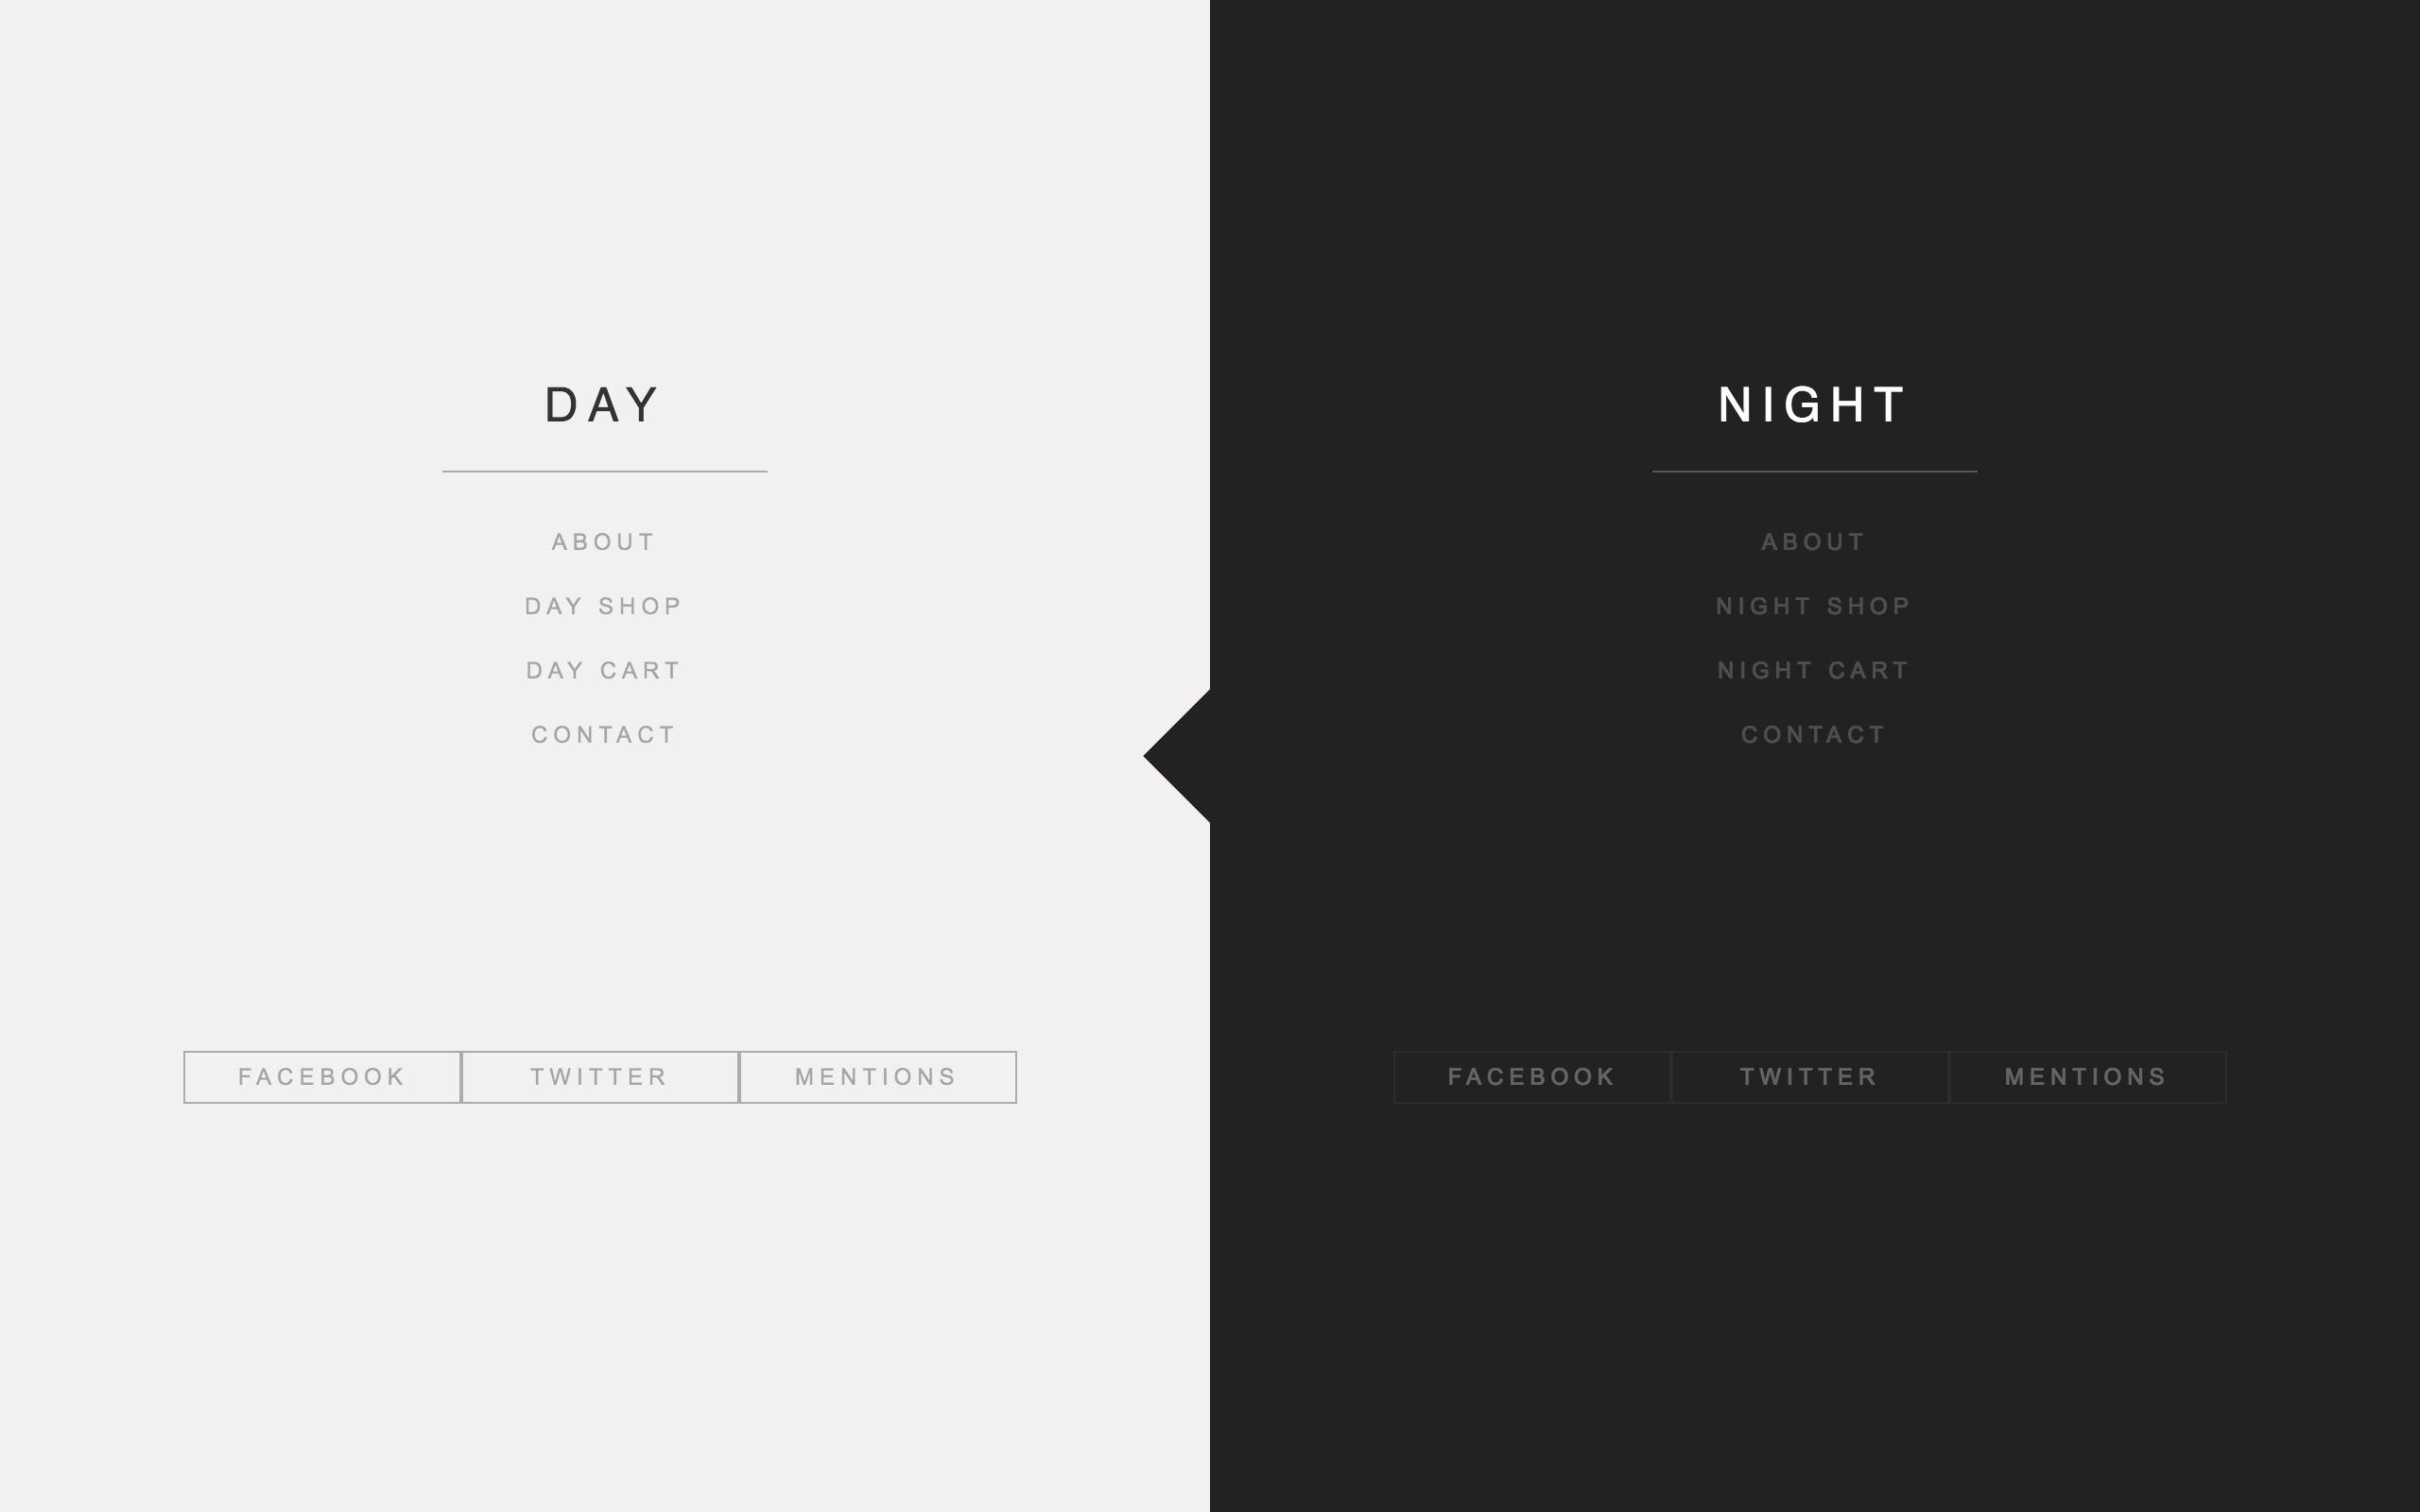 DAY
ABOUT
DAY SHOP
DAY CART
CONTACT
FACEBOOK TWITTER MENTIONS
NIGHT
ABOUT
NIGHT SHOP
NIGHT CART
CONTACT
FACEBOOK TWITTER MENTIONS